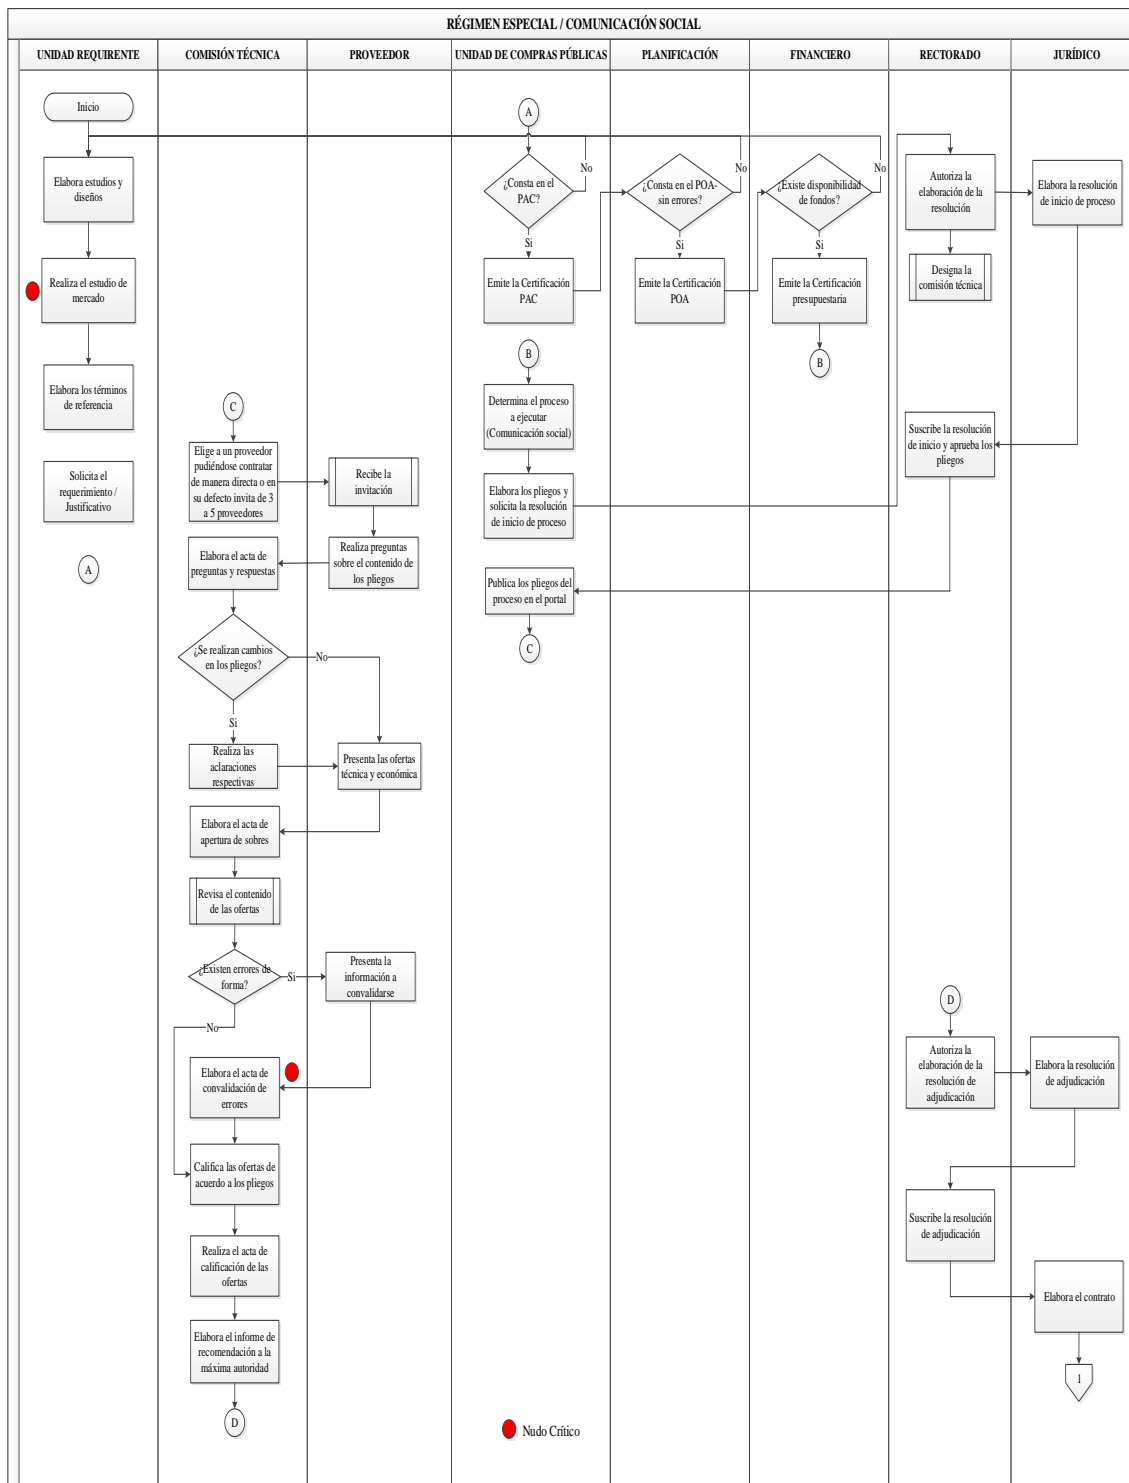 RÉGIMEN ESPECIAL / COMUNICACIÓN SOCIAL
UNIDAD REQUIRENTE
COMISIÓN TÉCNICA
PROVEEDOR
UNIDAD DE COMPRAS PÚBLICAS
PLANIFICACIÓN
FINANCIERO
RECTORADO
JURÍDICO
Inicio
Elabora estudios y
diseños
Realiza el estudio de
mercado
Elabora los términos
de referencia
Solicita el
requerimiento /
Justificativo
A
C
Elige a un proveedor
pudiéndose contratar
de manera directa o en
su defecto invita de 3
a 5 proveedores
Recibe la
invitación
Realiza preguntas
sobre el contenido de
los pliegos
Elabora el acta de
preguntas y respuestas
¿Se realizan cambios
en los pliegos?
No
Si
Realiza las
aclaraciones
respectivas
Presenta las ofertas
técnica y económica
Elabora el acta de
apertura de sobres
Revisa el contenido
de las ofertas
¿Existen errores de
forma?
Si
No
Presenta la
información a
convalidarse
Elabora el acta de
convalidación de
errores
Califica las ofertas de
acuerdo a los pliegos
Realiza el acta de
calificación de las
ofertas
Elabora el informe de
recomendación a la
máxima autoridad
D
A
¿Consta en el
PAC?
No
Si
Emite la Certificación
PAC
¿Consta en el POA-
sin errores?
No
Si
Emite la Certificación
POA
¿Existe disponibilidad
de fondos?
No
Si
Emite la Certificación
presupuestaria
B
B
Determina el proceso
a ejecutar
(Comunicación social)
Elabora los pliegos y
solicita la resolución
de inicio de proceso
Autoriza la
elaboración de la
resolución
Designa la
comisión técnica
Elabora la resolución
de inicio de proceso
Suscribe la resolución
de inicio y aprueba los
pliegos
Publica los pliegos del
proceso en el portal
C
D
Autoriza la
elaboración de la
resolución de
adjudicación
Elabora la resolución
de adjudicación
Suscribe la resolución
de adjudicación
Elabora el contrato
1
Nudo Crítico